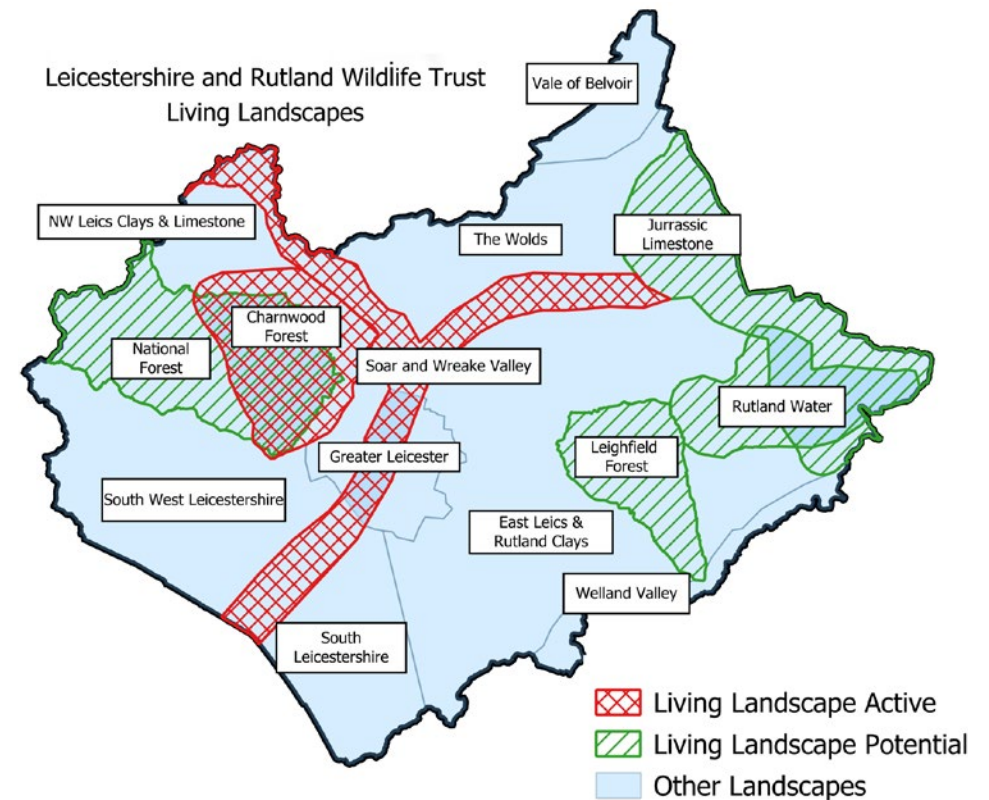 Leicestershire and Rutland Wildlife Trust
Living Landscapes
Vale of Belvoir
NW Leics Clays & Limestone
The Wolds
Jurrassic
Limestone
Charnwood
Forest
National
Forest
Soar and Wreake Valley
Rutland Water
Greater Leicester
Leighfield
Forest
South West Leicestershire
East Leics &
Rutland Clays
Welland Valley
South
Leicestershire
Living Landscape Active
Living Landscape Potential
Other Landscapes